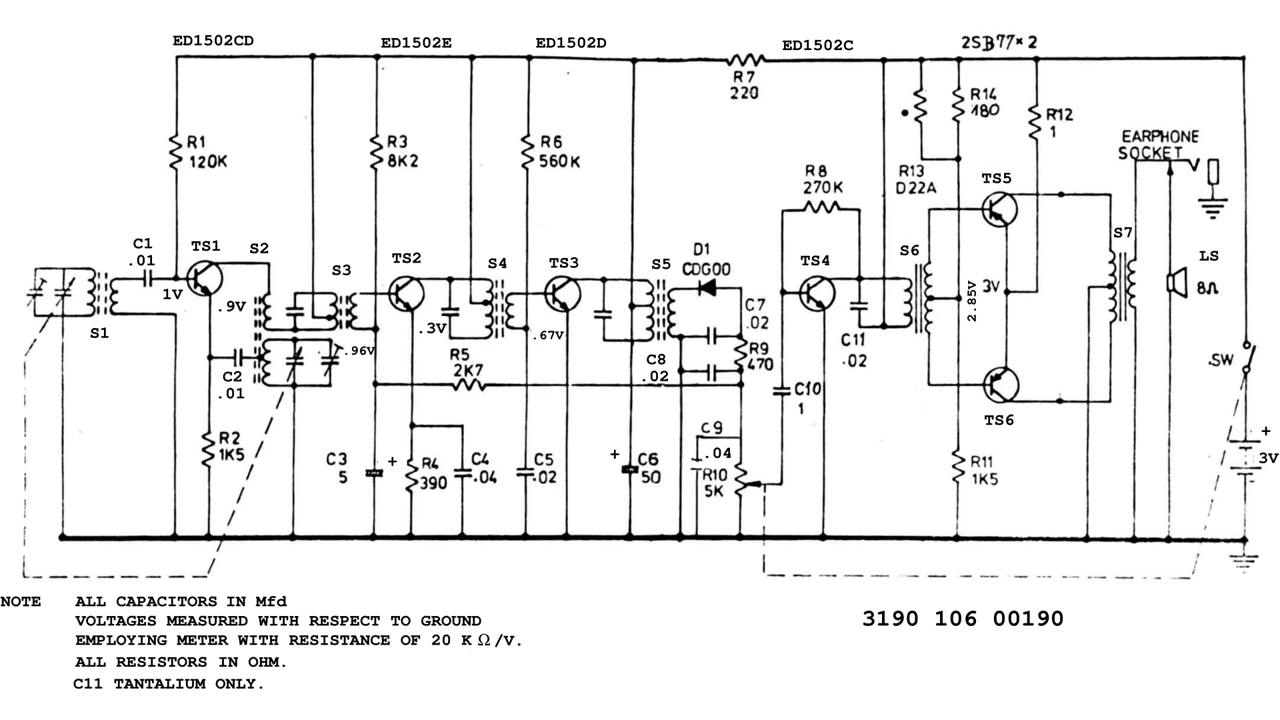 ED1502CD
ED1502E
ED1502D
ED1502C
2SB77×2
R7
220
R1
120K
R3
8K2
R6
560K
R14
180
R12
1
EARPHONE
SOCKET
R8
270K
R13
D22A
TS5
C1
.01
TS1
S2
S3
TS2
S4
TS3
S5
D1
CDG00
TS4
S6
S7
LS
8Ω
1V
.9V
.3V
.67V
C7
.02
2.85V
3V
S1
.96V
C2
.01
R5
2K7
C8
.02
R9
470
C11
.02
C10
1
SW
TS6
R2
1K5
C3
5
+
R4
390
C4
.04
C5
.02
+
C6
50
C9
.04
R10
5K
R11
1K5
+
3V
NOTE ALL CAPACITORS IN Mfd
VOLTAGES MEASURED WITH RESPECT TO GROUND
EMPLOYING METER WITH RESISTANCE OF 20 K Ω/V.
ALL RESISTORS IN OHM.
C11 TANTALIUM ONLY.
3190 106 00190